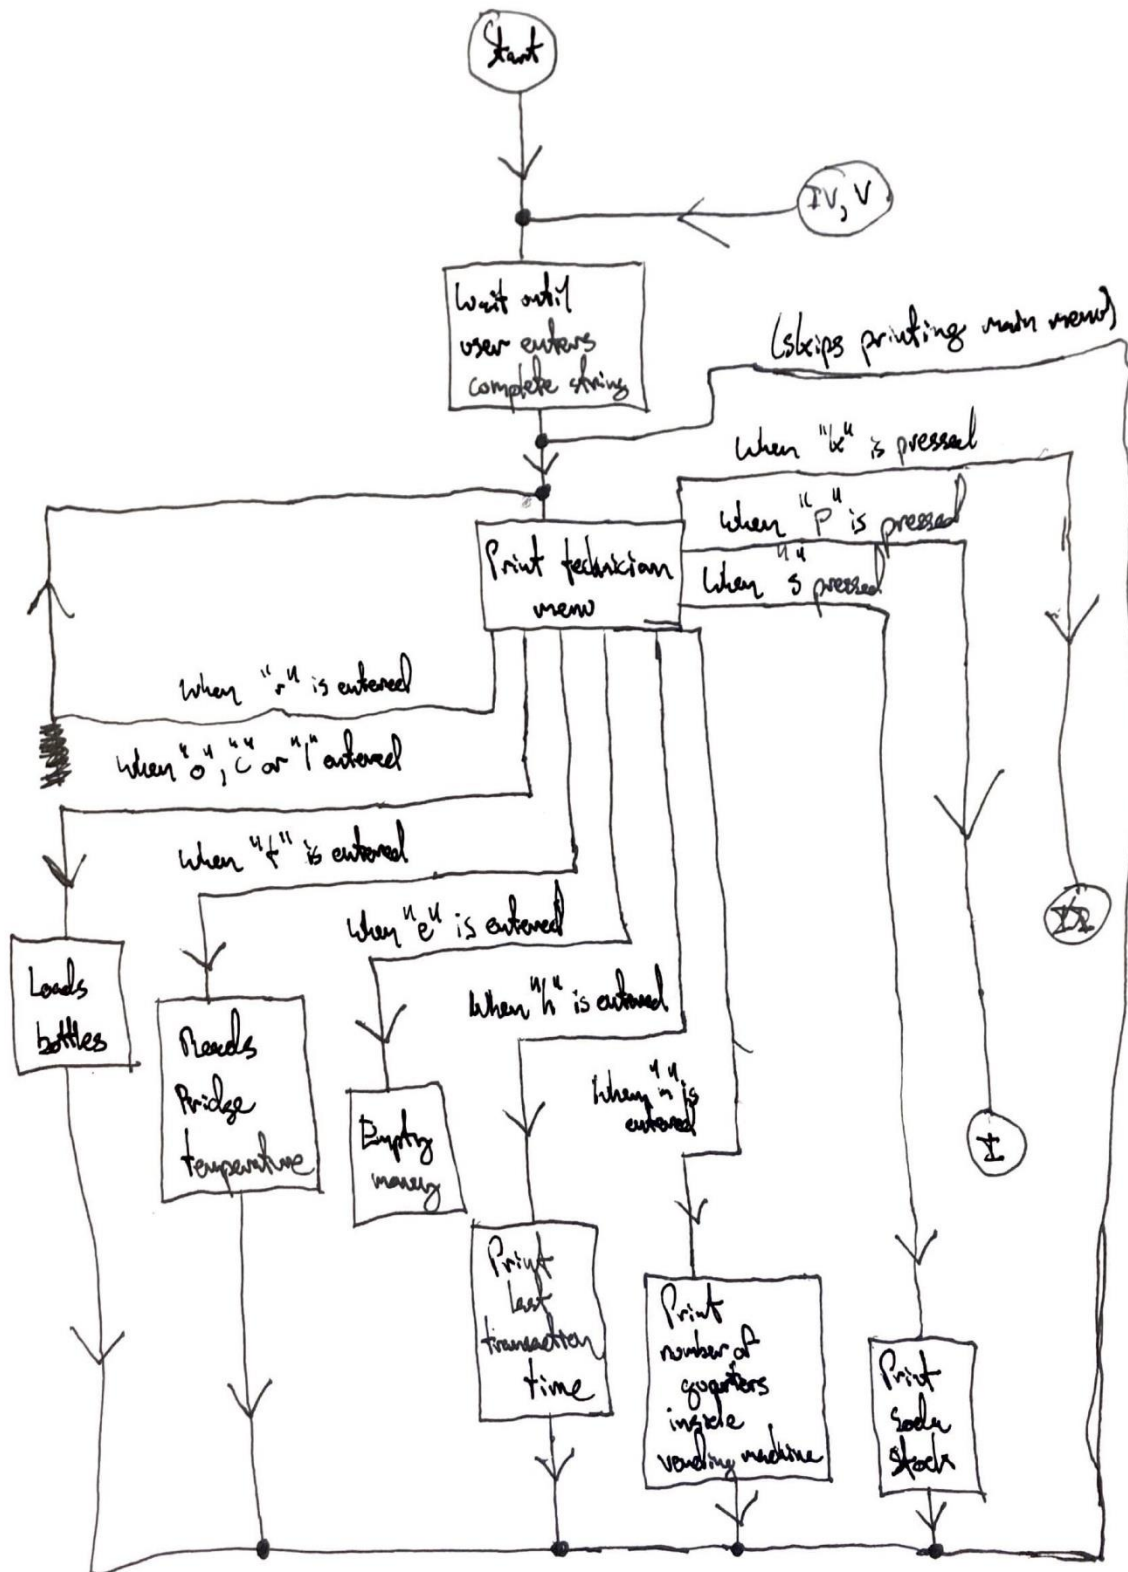 Start
IV, V
Wait until
user enters
complete string
(skips printing main menu)
When "k" is pressed
When "p" is pressed
When "s" pressed
Print technician
menu
When "r" is entered
When "o", "c" or "l" entered
When "t" is entered
When "e" is entered
When "h" is entered
When "n" is
entered
Loads
bottles
Reads
Fridge
temperature
Empty
money
Print
last
transaction
time
Print
number of
quarters
inside
vending machine
Print
soda
stock
II
I